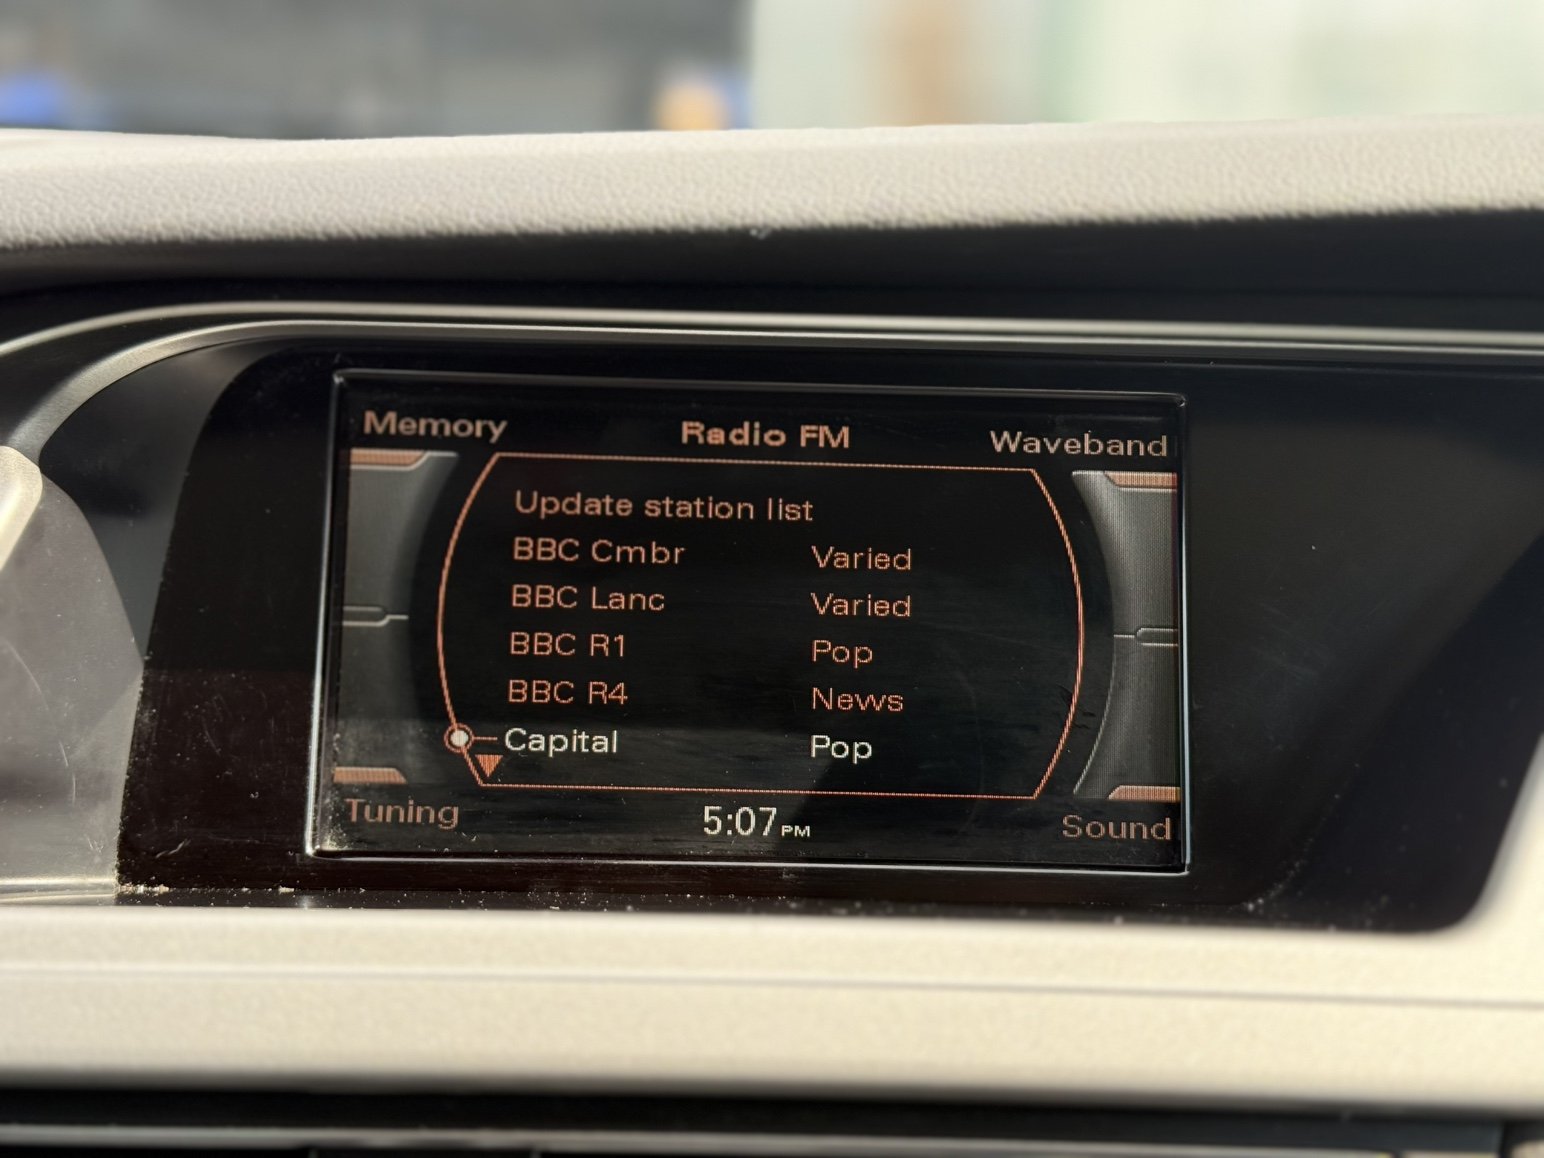 Memory Radio FM Waveband
Update station list
BBC Cmbr Varied
BBC Lanc Varied
BBC R1 Pop
BBC R4 News
Capital Pop
Tuning 5:07 PM Sound